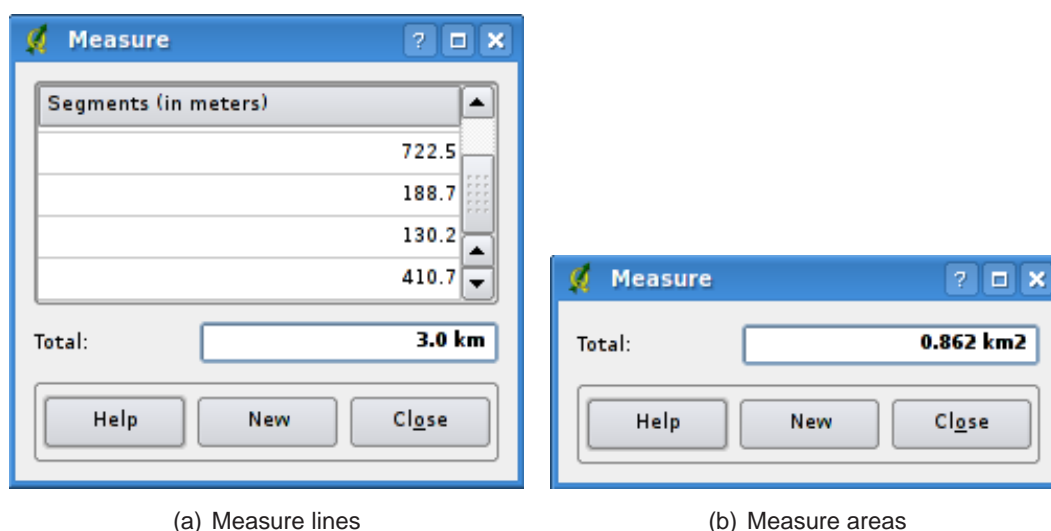 Measure
?
Segments (in meters)
722.5
188.7
130.2
410.7
Total: 3.0 km
Help New Close
(a) Measure lines
Measure
?
Total: 0.862 km2
Help New Close
(b) Measure areas